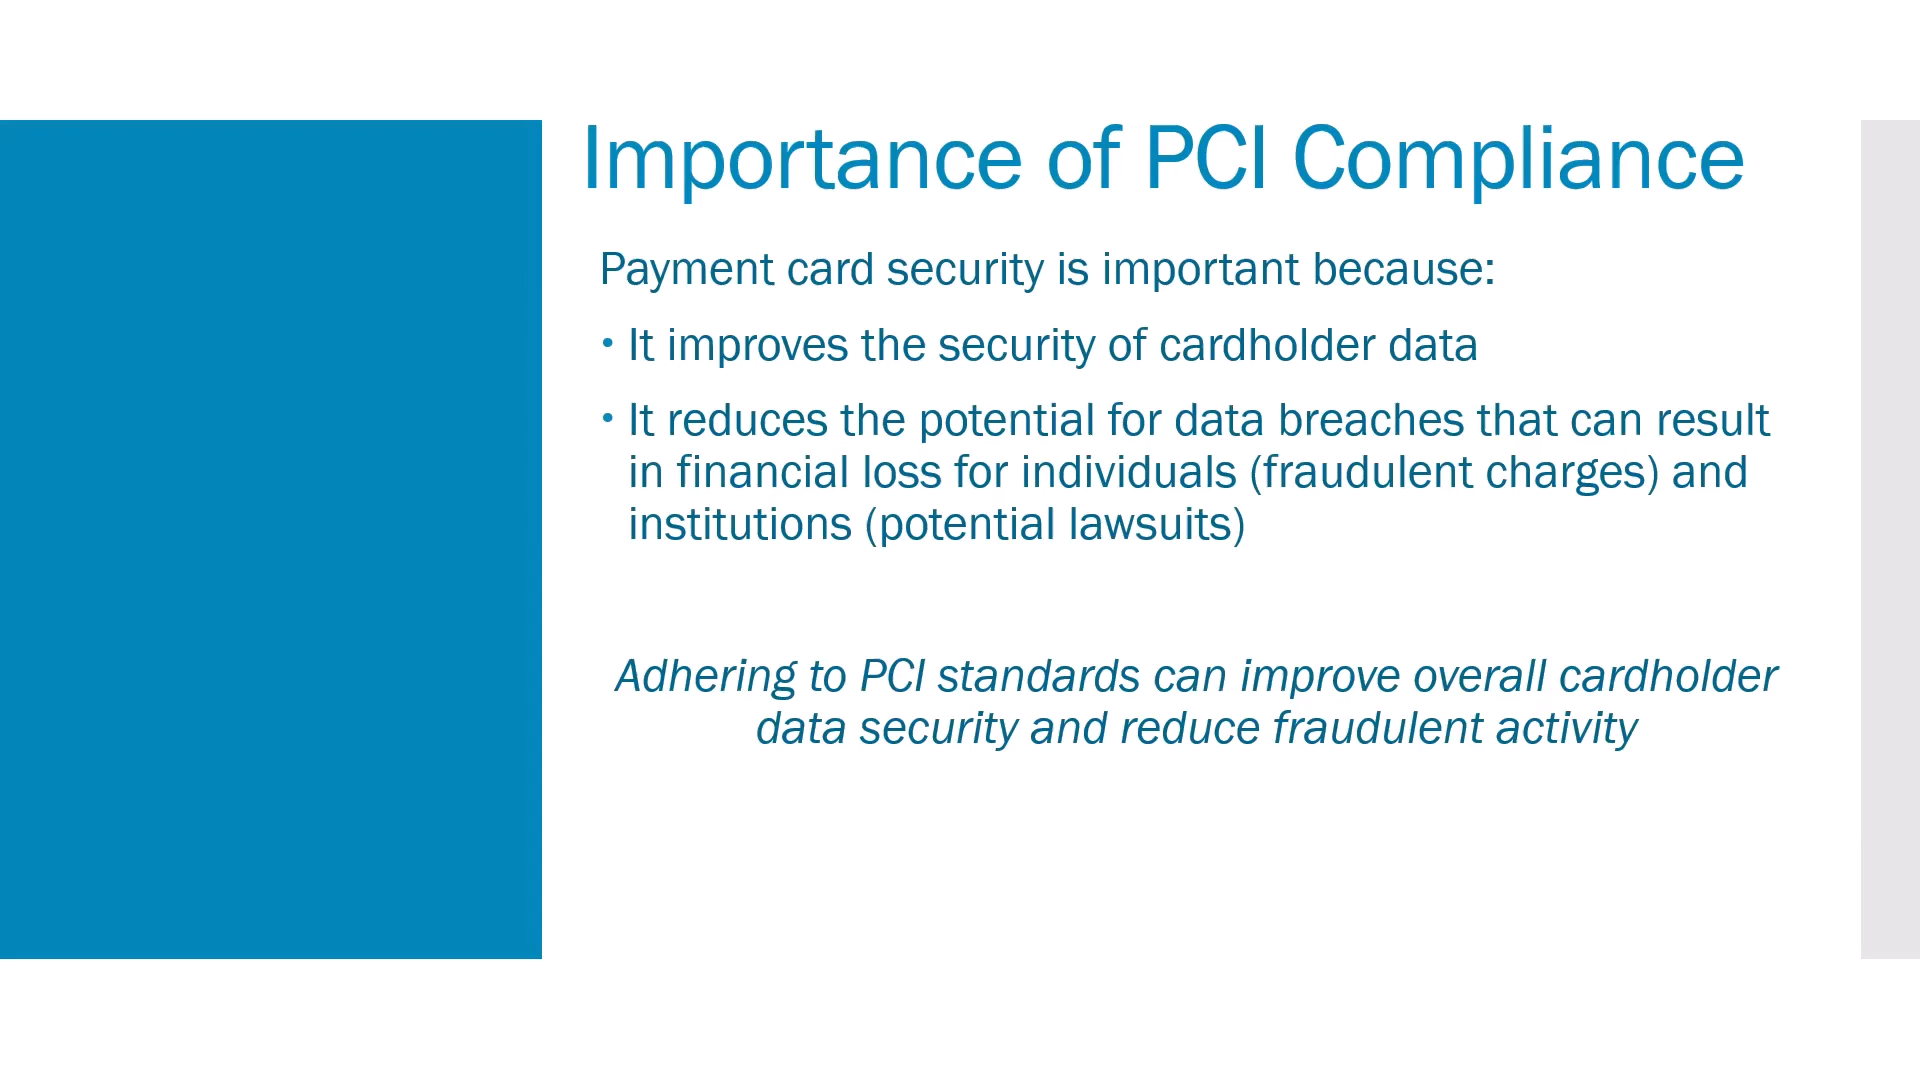 Importance of PCI Compliance
Payment card security is important because:
• It improves the security of cardholder data
• It reduces the potential for data breaches that can result
in financial loss for individuals (fraudulent charges) and
institutions (potential lawsuits)
Adhering to PCI standards can improve overall cardholder
data security and reduce fraudulent activity